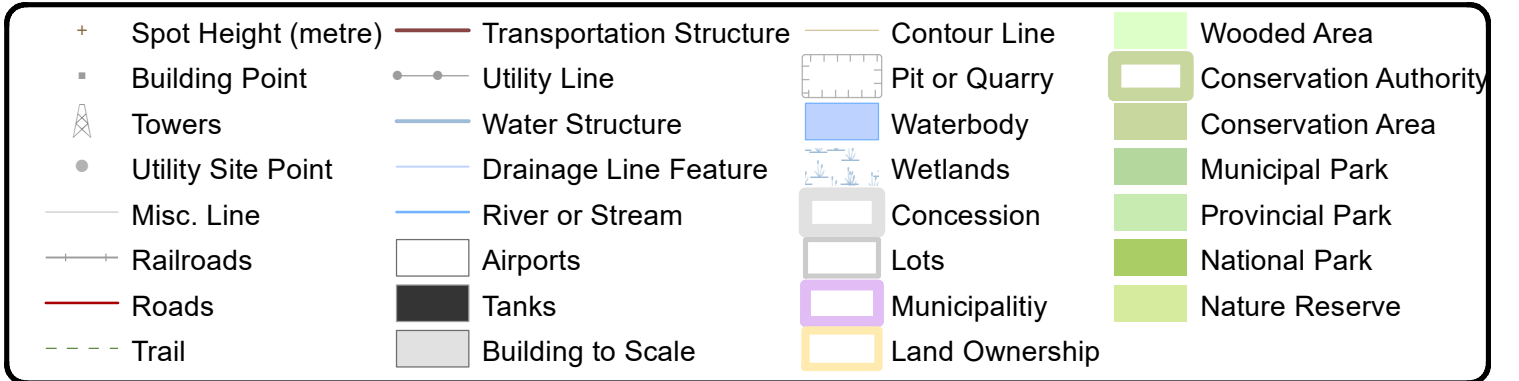 Spot Height (metre)
Building Point
Towers
Utility Site Point
Misc. Line
Railroads
Roads
Trail
Transportation Structure
Utility Line
Water Structure
Drainage Line Feature
River or Stream
Airports
Tanks
Building to Scale
Contour Line
Pit or Quarry
Waterbody
Wetlands
Concession
Lots
Municipalitiy
Land Ownership
Wooded Area
Conservation Authority
Conservation Area
Municipal Park
Provincial Park
National Park
Nature Reserve